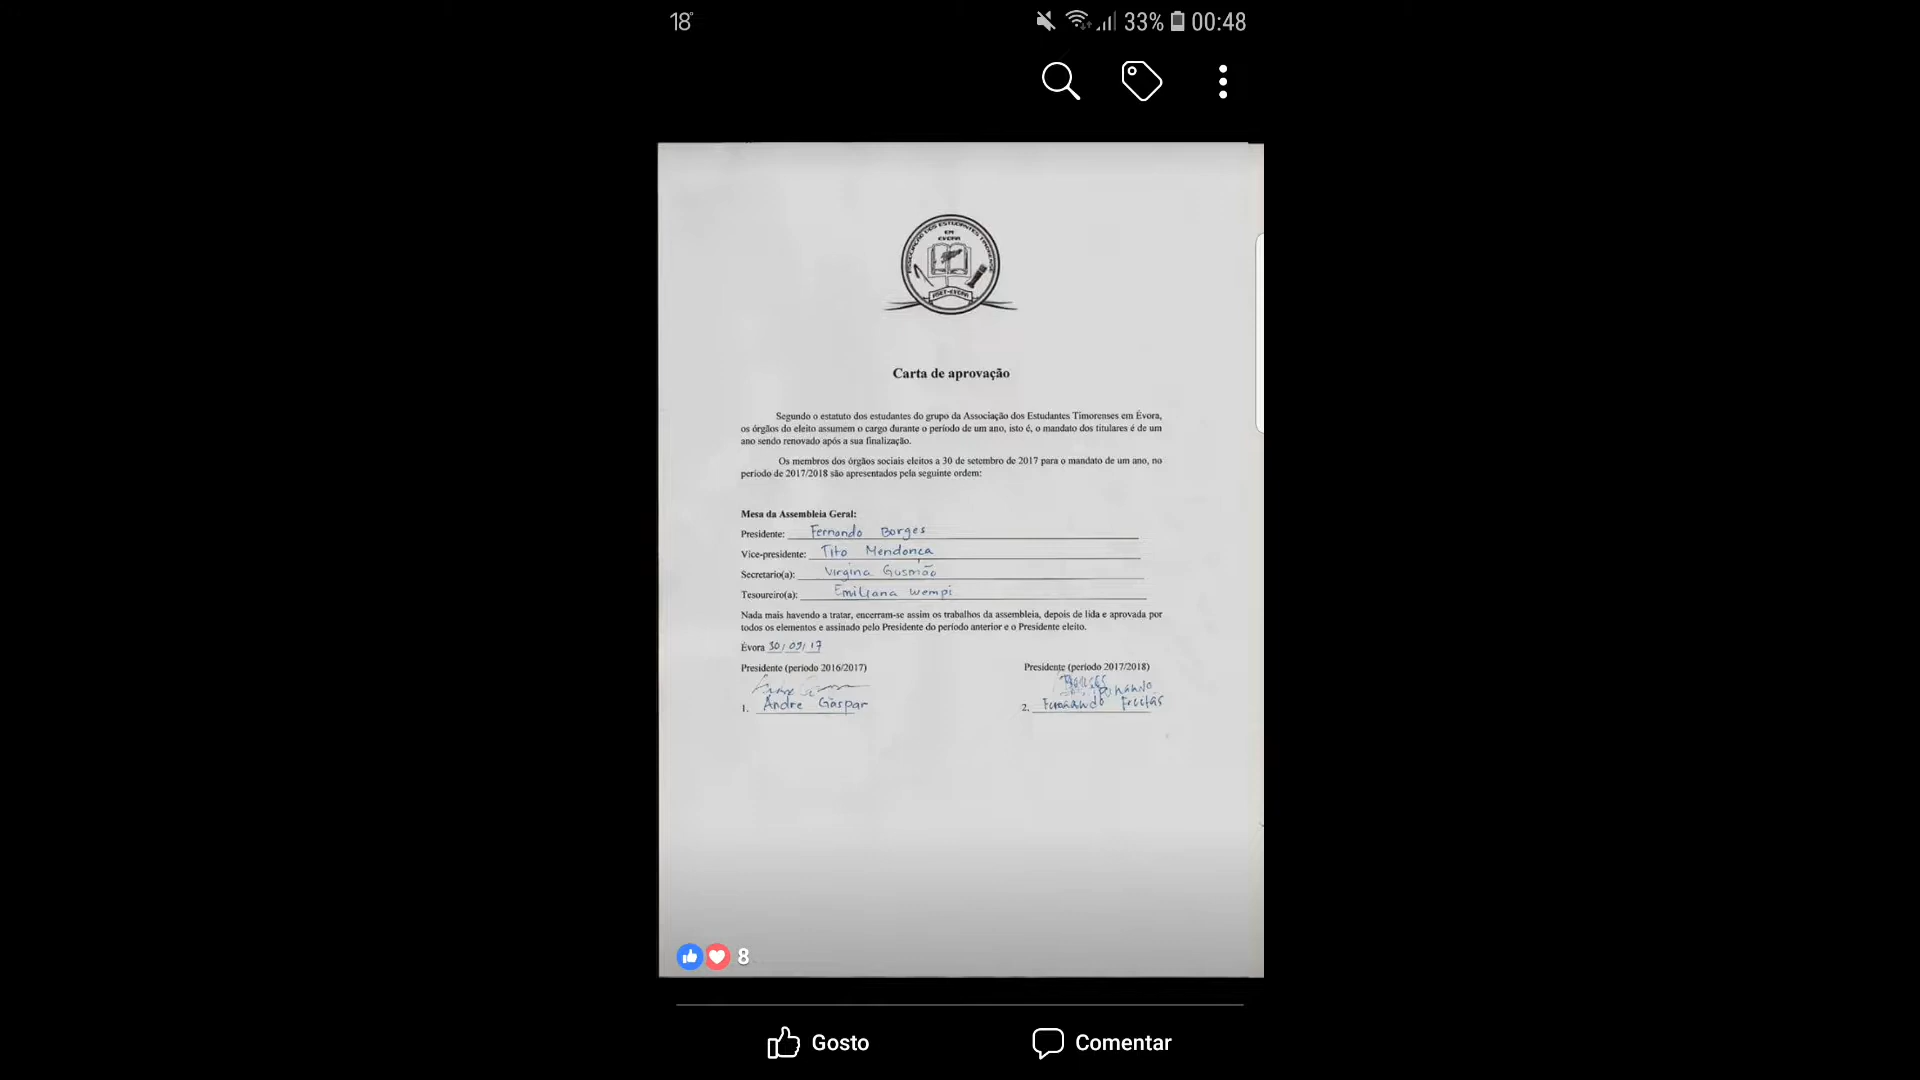 18°
33% 00:48
ASSOCIAÇÃO DOS ESTUDANTES TIMORENSE
EM
EVORA
Carta de aprovação
Segundo o estatuto dos estudantes do grupo da Associação dos Estudantes Timorenses em Évora,
os órgãos do eleito assumem o cargo durante o período de um ano, isto é, o mandato dos titulares é de um
ano sendo renovado após a sua finalização.
Os membros dos órgãos sociais eleitos a 30 de setembro de 2017 para o mandato de um ano, no
período de 2017/2018 são apresentados pela seguinte ordem:
Mesa da Assembleia Geral:
Presidente: Fernando Borges
Vice-presidente: Tito Mendonça
Secretario(a): Virgina Gusmão
Tesoureiro(a): Emiliana Wempi
Nada mais havendo a tratar, encerram-se assim os trabalhos da assembleia, depois de lida e aprovada por
todos os elementos e assinado pelo Presidente do período anterior e o Presidente eleito.
Évora 30/09/17
Presidente (período 2016/2017) Presidente (período 2017/2018)
1. Andre Gaspar 2. Fernando Freitas
8
Gosto Comentar